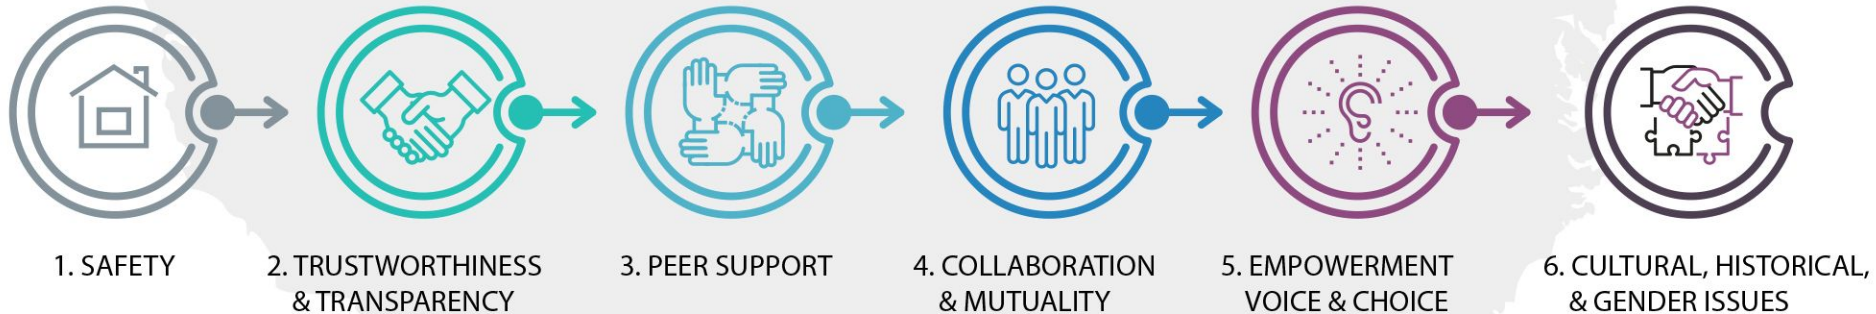 1. SAFETY
2. TRUSTWORTHINESS
& TRANSPARENCY
3. PEER SUPPORT
4. COLLABORATION
& MUTUALITY
5. EMPOWERMENT
VOICE & CHOICE
6. CULTURAL, HISTORICAL,
& GENDER ISSUES